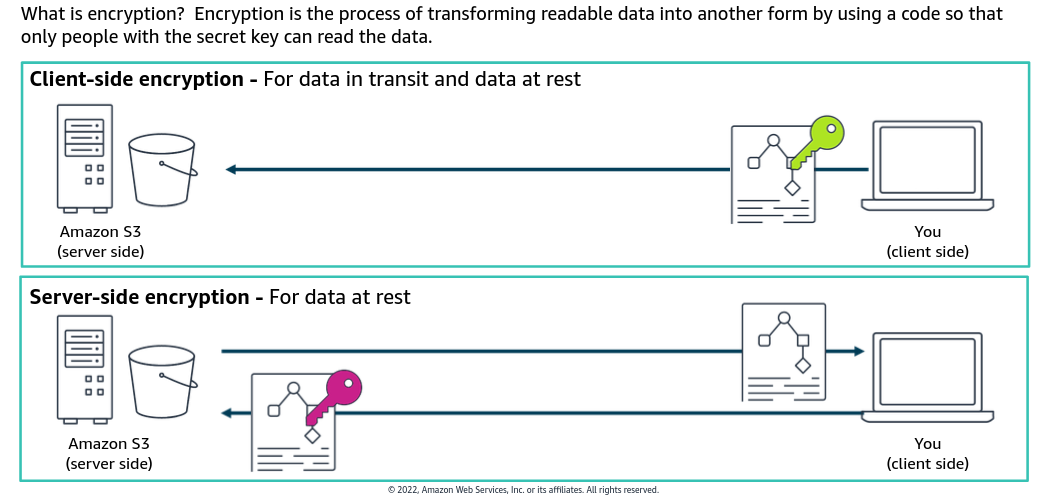 What is encryption?  Encryption is the process of transforming readable data into another form by using a code so that
only people with the secret key can read the data.
Client-side encryption - For data in transit and data at rest
Amazon S3
(server side)
You
(client side)
Server-side encryption - For data at rest
Amazon S3
(server side)
You
(client side)
© 2022, Amazon Web Services, Inc. or its affiliates. All rights reserved.